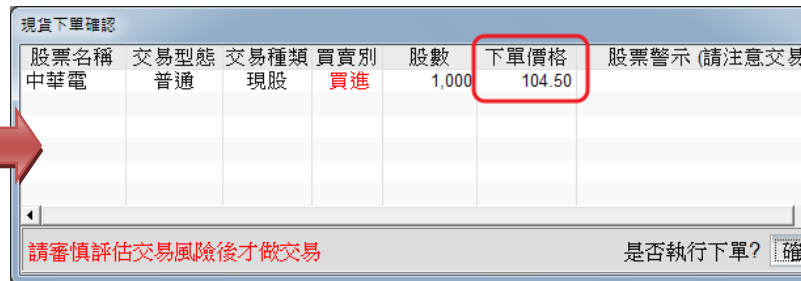 現貨下單確認
股票名稱 交易型態 交易種類 買賣別 股數 下單價格 股票警示 (請注意交易
中華電 普通 現股 買進 1,000 104.50
請審慎評估交易風險後才做交易 是否執行下單? 確